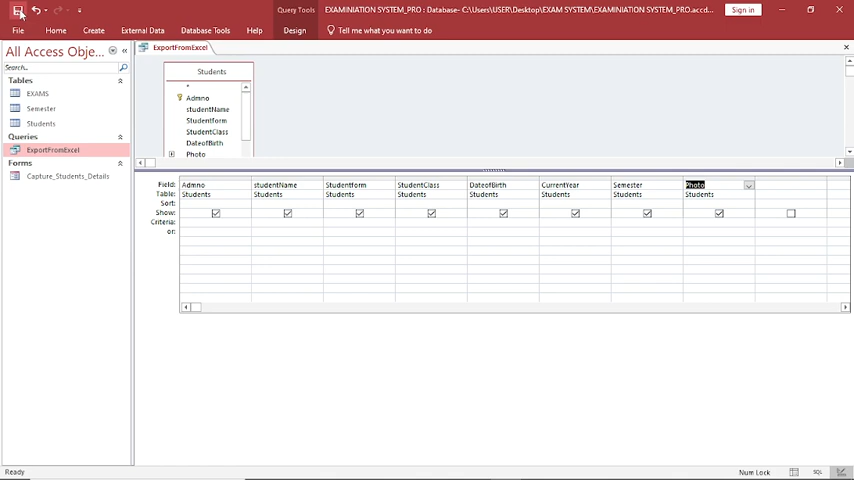 Query Tools
EXAMINIATION SYSTEM_PRO : Database- C:\Users\USER\Desktop\EXAM SYSTEM\EXAMINIATION SYSTEM_PRO.accd...
Sign in
File Home Create External Data Database Tools Help Design Tell me what you want to do
All Access Obje...
ExportFromExcel
Search...
Tables
EXAMS
Semester
Students
Queries
ExportFromExcel
Forms
Capture_Students_Details
Students
*
Admno
studentName
StudentForm
StudentClass
DateofBirth
Photo
Field: Admno studentName StudentForm StudentClass DateofBirth CurrentYear Semester Photo
Table: Students Students Students Students Students Students Students Students
Sort:
Show:
Criteria:
or:
Ready
Num Lock
SQL